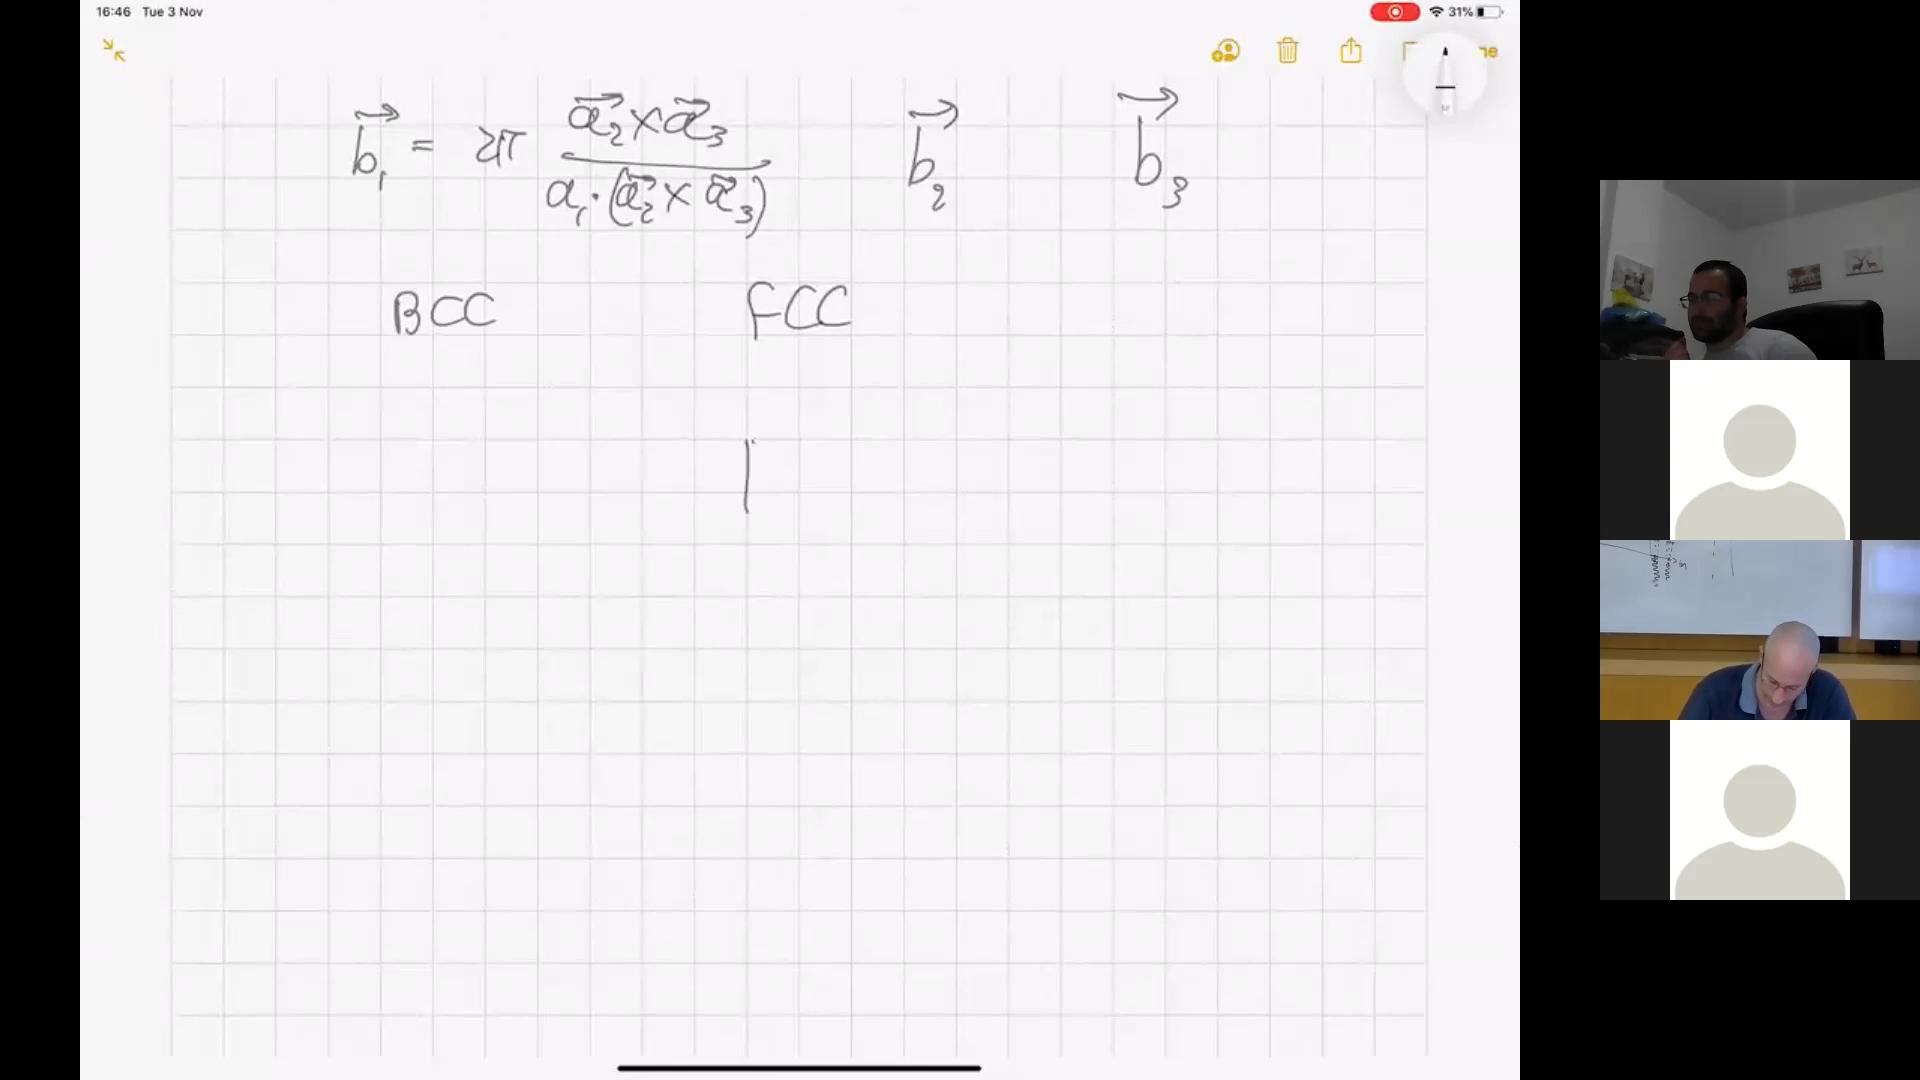 16:46 Tue 3 Nov 31%
b⃗₁ = 2π (a⃗₂ × a⃗₃) / (a₁ · (a⃗₂ × a⃗₃)) b⃗₂ b⃗₃
BCC FCC